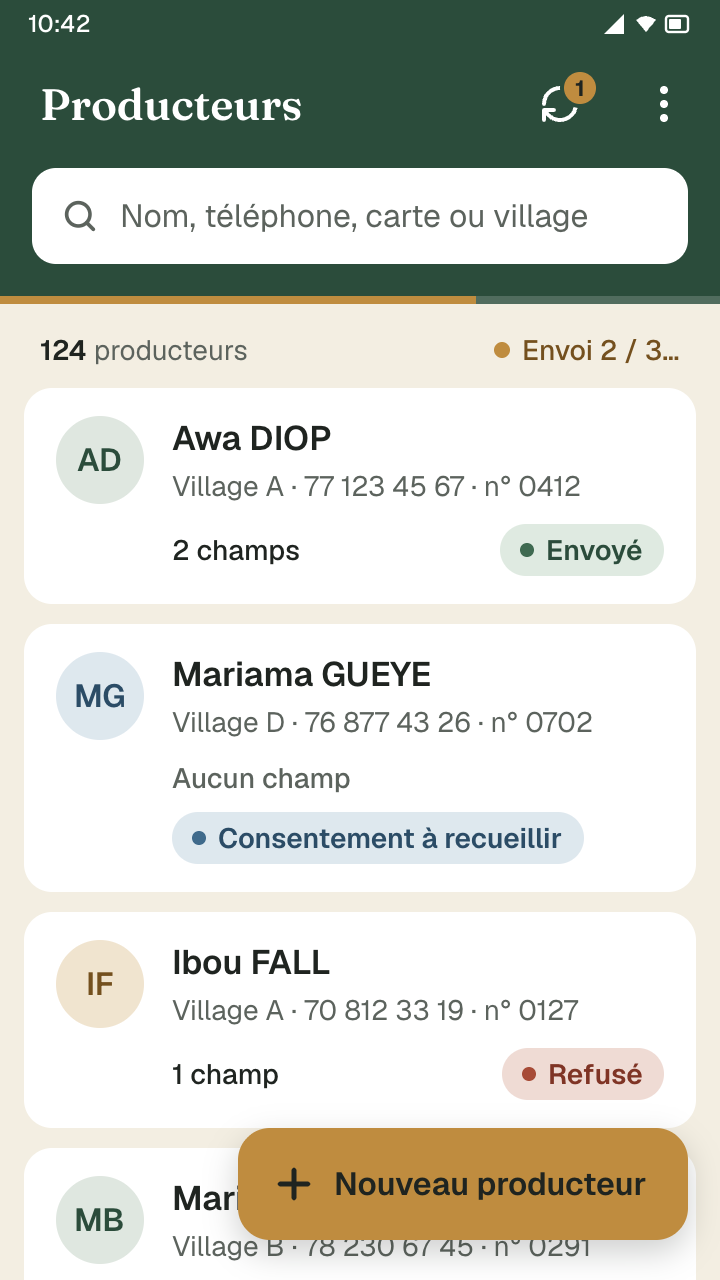 10:42
Producteurs
1
Nom, téléphone, carte ou village
124 producteurs
Envoi 2 / 3…
AD
Awa DIOP
Village A · 77 123 45 67 · n° 0412
2 champs
Envoyé
MG
Mariama GUEYE
Village D · 76 877 43 26 · n° 0702
Aucun champ
Consentement à recueillir
IF
Ibou FALL
Village A · 70 812 33 19 · n° 0127
1 champ
Refusé
MB
Nouveau producteur
Village B · 78 230 67 45 · n° 0291